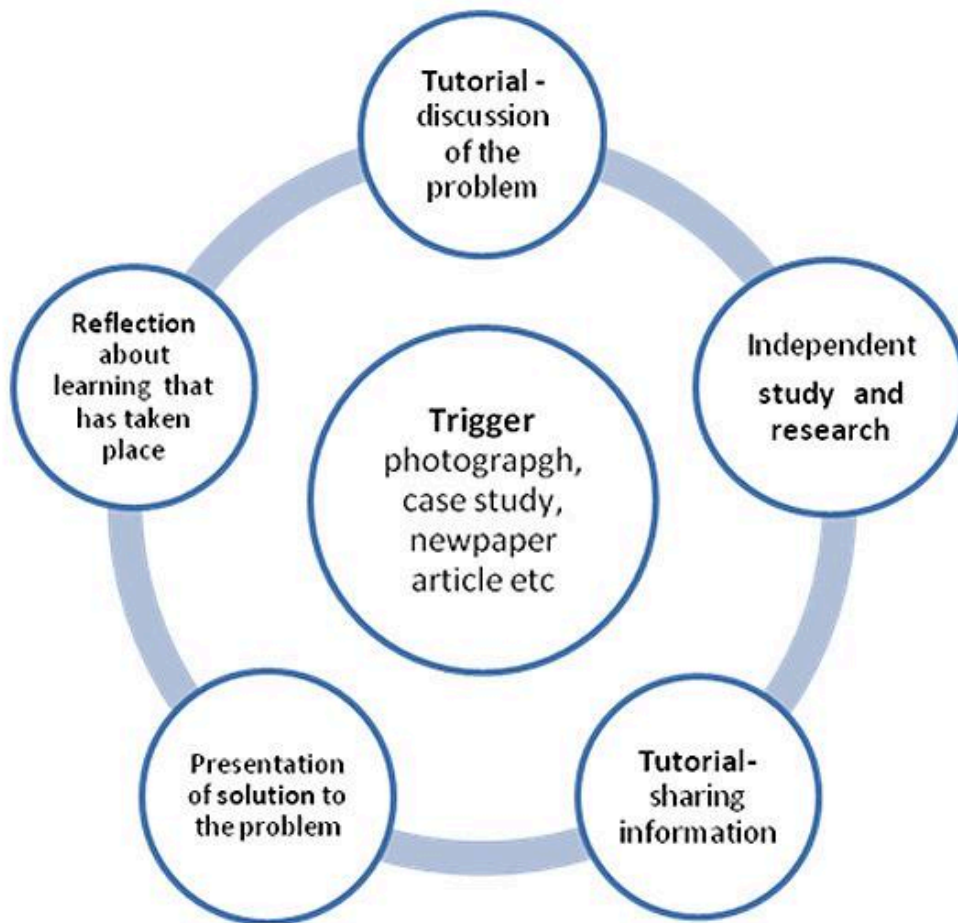 Tutorial -
discussion
of the
problem
Independent
study and
research
Tutorial-
sharing
information
Presentation
of solution to
the problem
Reflection
about
learning that
has taken
place
Trigger
photograpgh,
case study,
newpaper
article etc